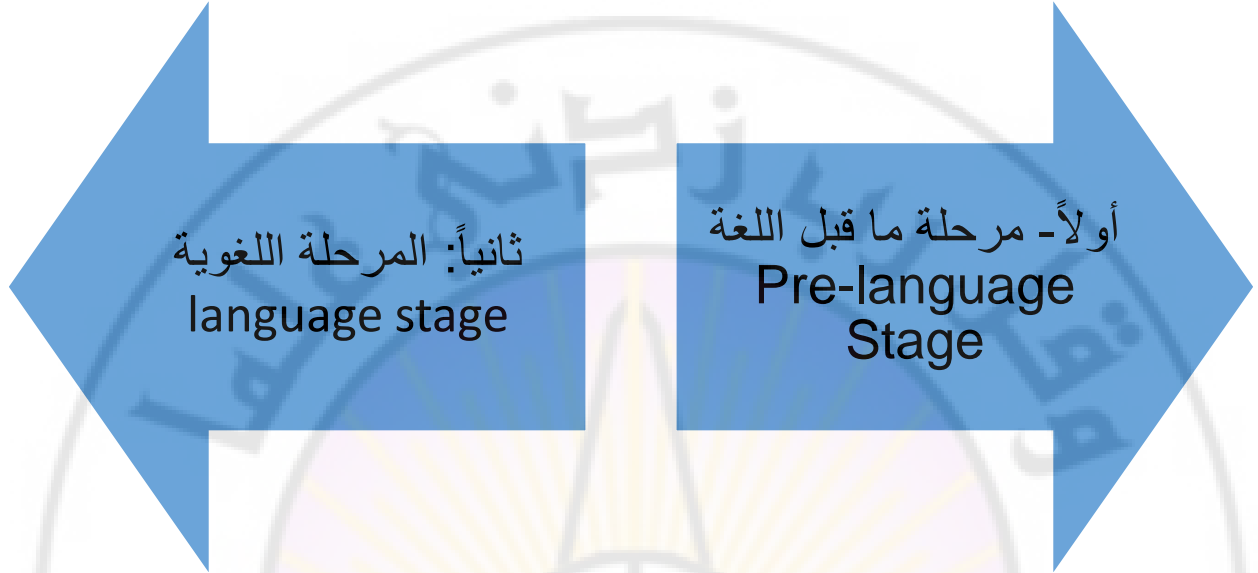 أولاً- مرحلة ما قبل اللغة
Pre-language
Stage
ثانياً: المرحلة اللغوية
language stage